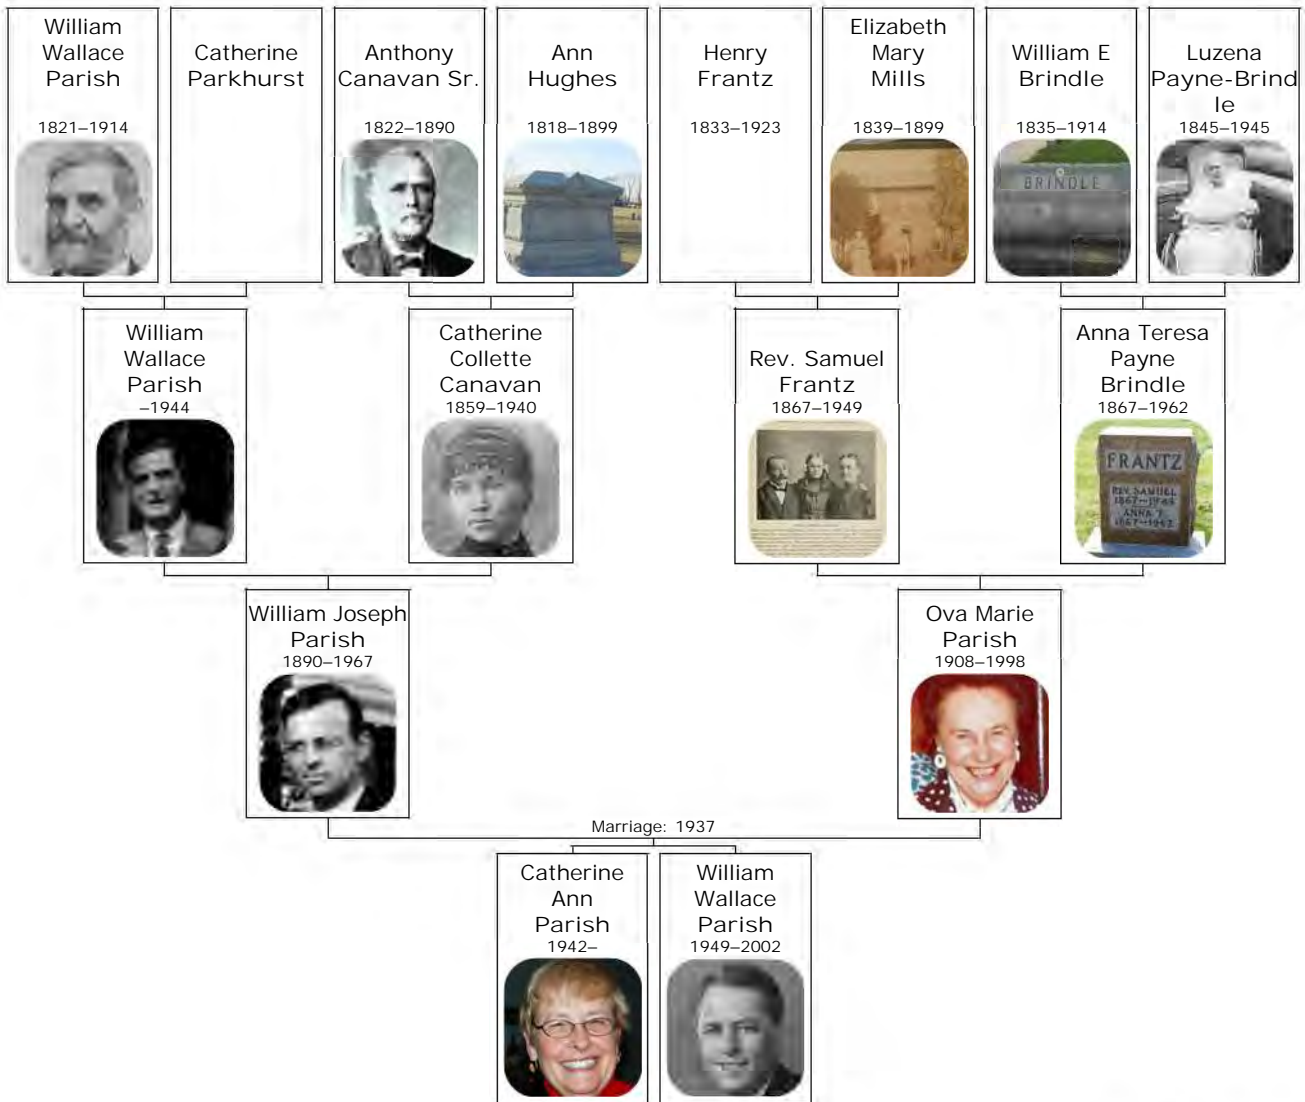 William
Wallace
Parish
1821–1914
Catherine
Parkhurst
Anthony
Canavan Sr.
1822–1890
Ann
Hughes
1818–1899
Henry
Frantz
1833–1923
Elizabeth
Mary
Mills
1839–1899
William E
Brindle
1835–1914
BRINDLE
Luzena
Payne-Brind
le
1845–1945
William
Wallace
Parish
–1944
Catherine
Collette
Canavan
1859–1940
Rev. Samuel
Frantz
1867–1949
Anna Teresa
Payne
Brindle
1867–1962
FRANTZ
REV. SAMUEL
1867–1949
ANNA T.
1867–1962
William Joseph
Parish
1890–1967
Ova Marie
Parish
1908–1998
Marriage: 1937
Catherine
Ann
Parish
1942–
William
Wallace
Parish
1949–2002